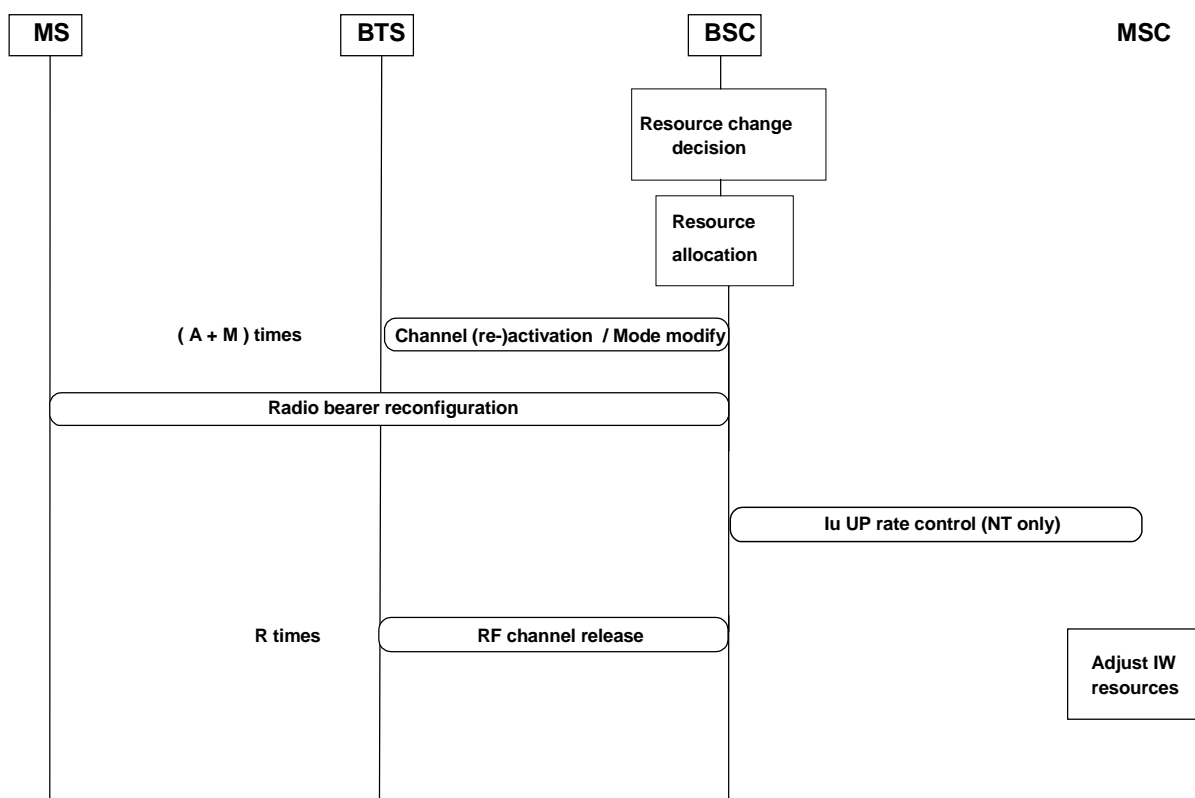 MS
BTS
BSC
MSC
Resource change
decision
Resource
allocation
( A + M ) times
Channel (re-)activation / Mode modify
Radio bearer reconfiguration
Iu UP rate control (NT only)
R times
RF channel release
Adjust IW
resources